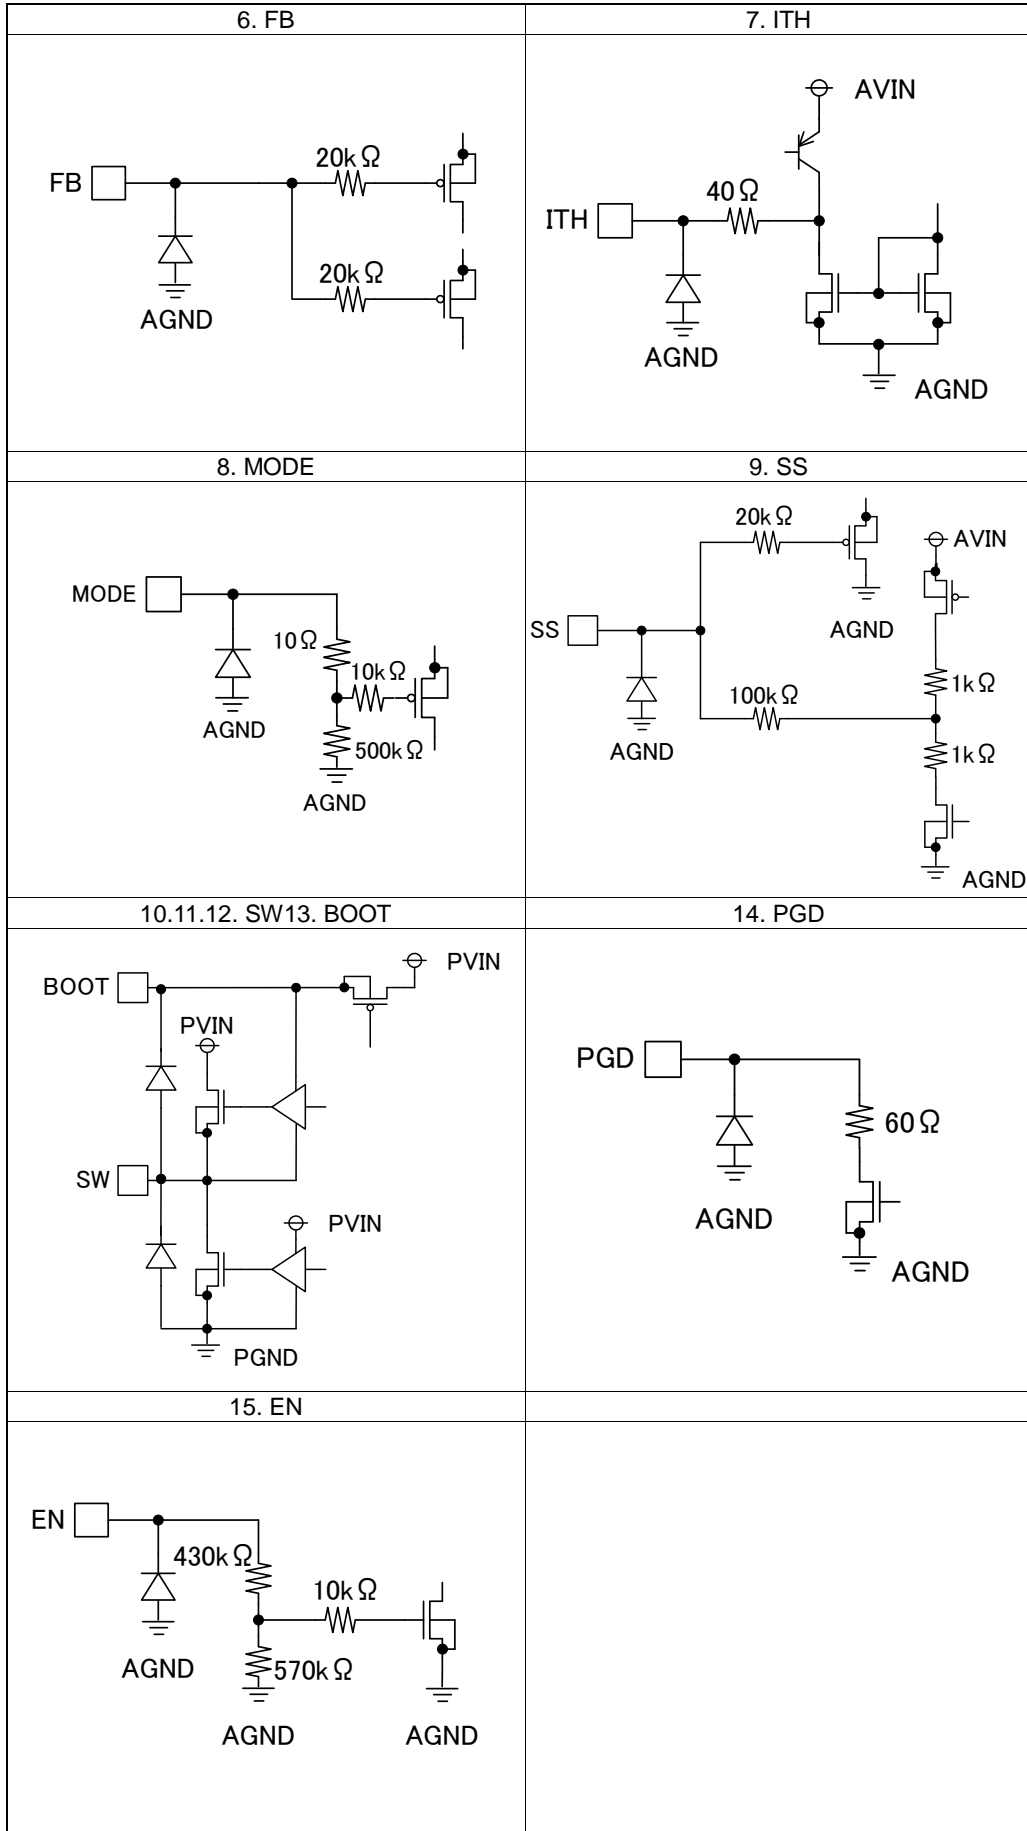 6. FB
7. ITH
FB
20kΩ
20kΩ
AGND
AVIN
ITH
40Ω
AGND
AGND
8. MODE
9. SS
MODE
10Ω
10kΩ
500kΩ
AGND
AGND
20kΩ
AVIN
SS
AGND
1kΩ
100kΩ
1kΩ
AGND
AGND
10.11.12. SW13. BOOT
14. PGD
BOOT
PVIN
PVIN
SW
PVIN
PGND
PGD
60Ω
AGND
AGND
15. EN
EN
430kΩ
10kΩ
570kΩ
AGND
AGND
AGND